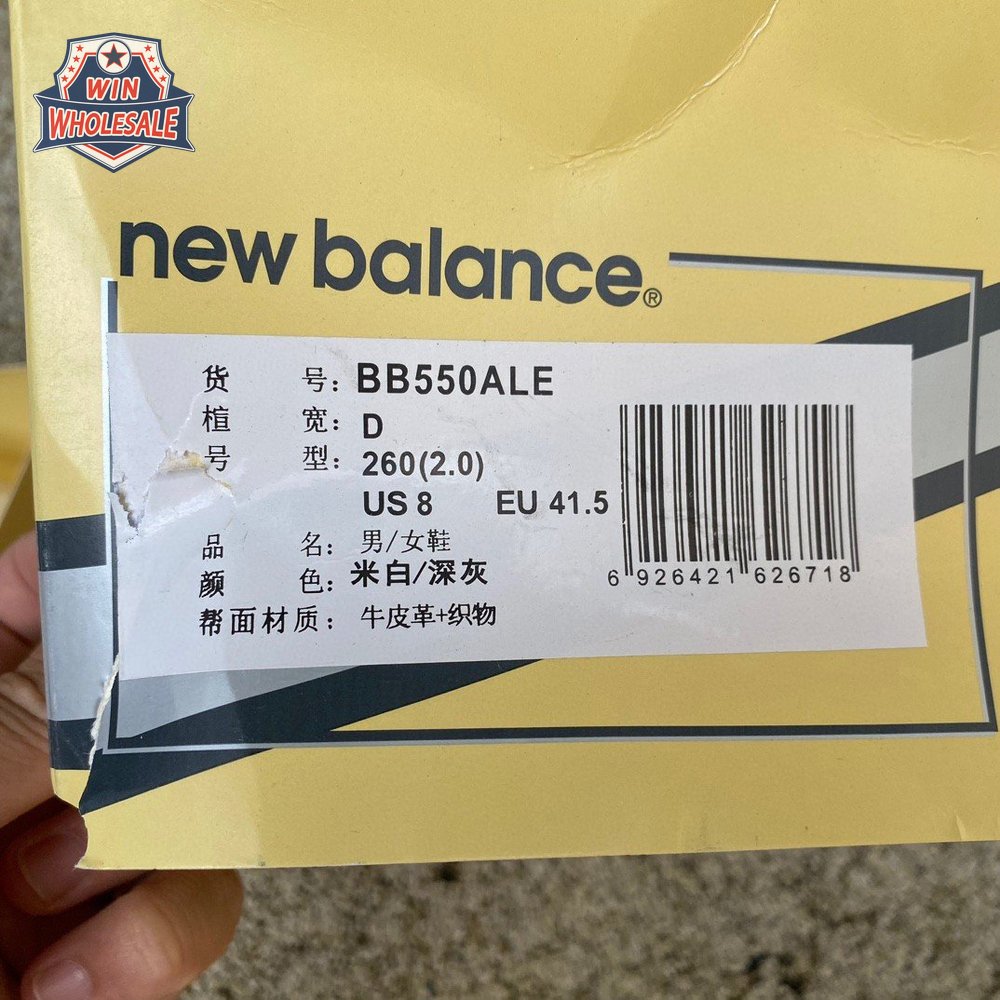 WIN
WHOLESALE
new balance®
货 号: BB550ALE
楦 宽: D
号 型: 260(2.0)
US 8 EU 41.5
品 名: 男/女鞋
颜 色: 米白/深灰
帮面材质: 牛皮革+织物
6 926421 626718